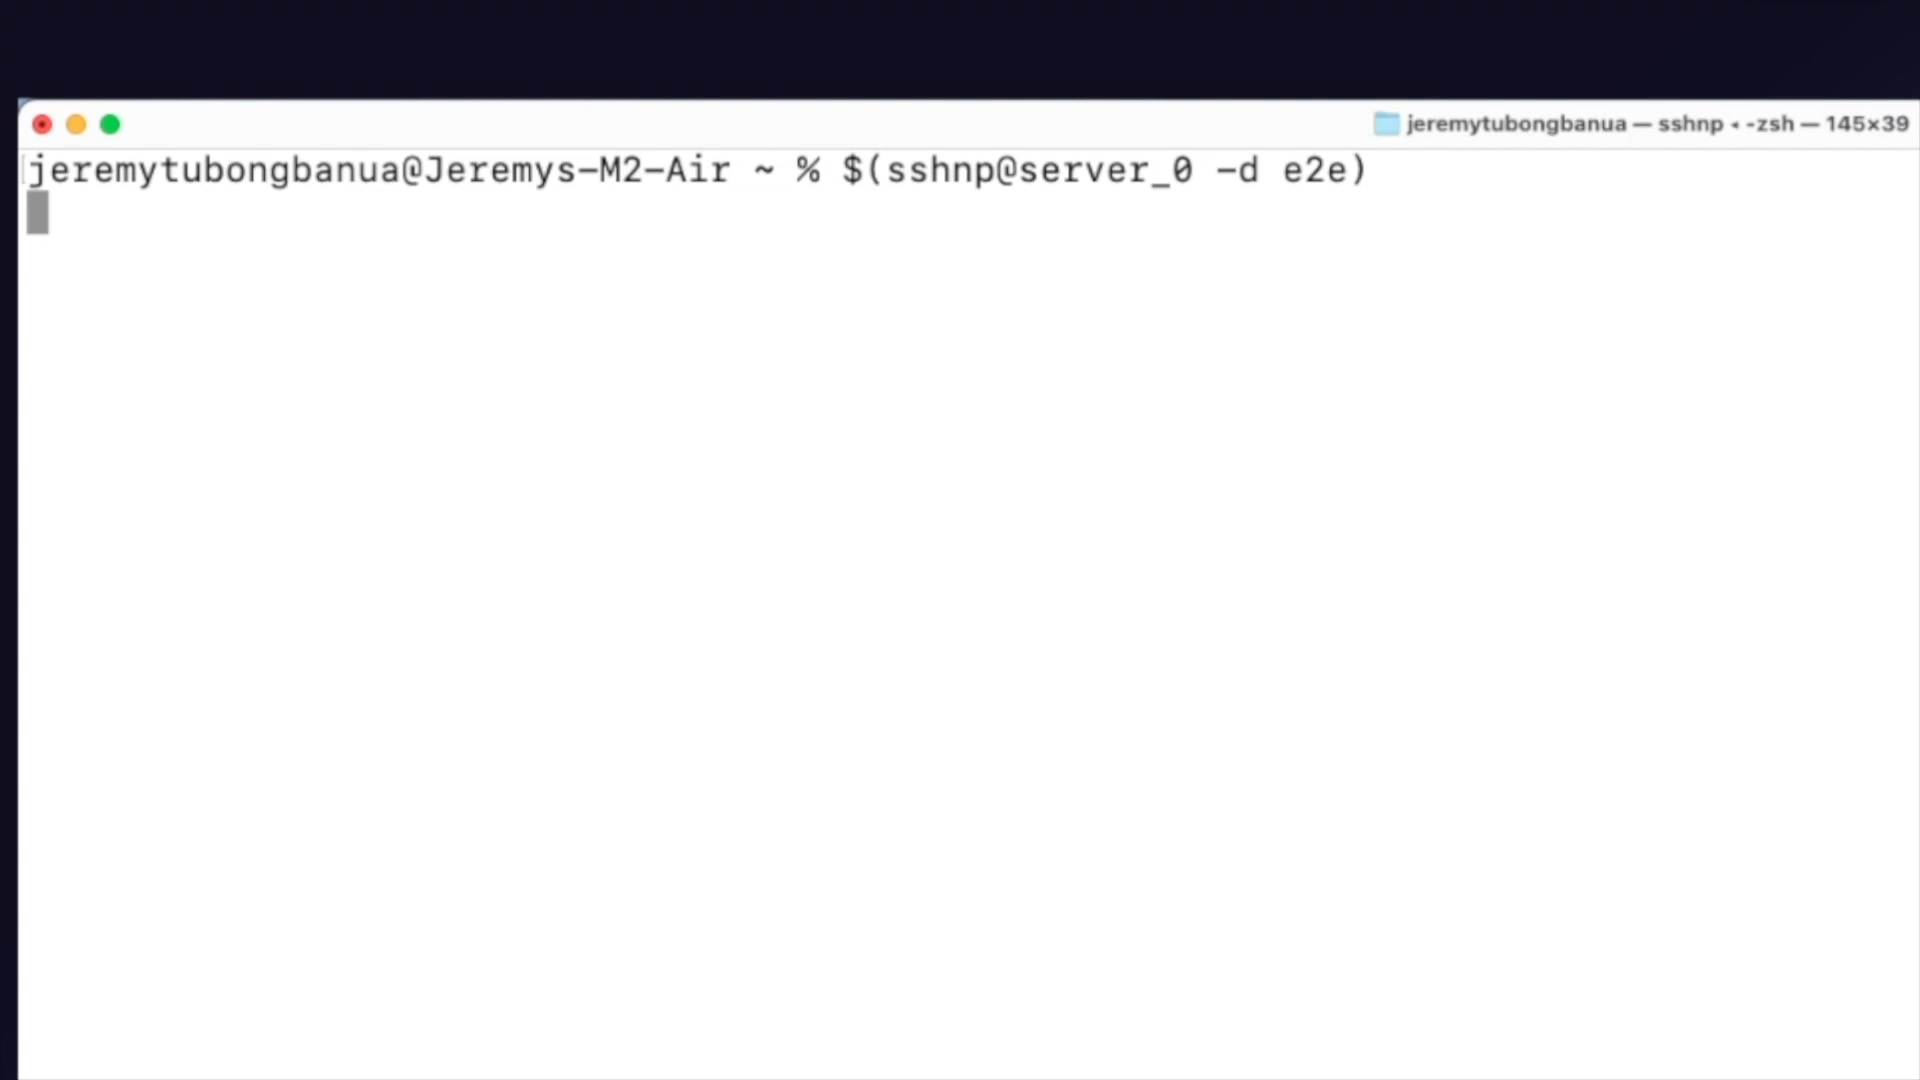 jeremytubongbanua — sshnp ◂ -zsh — 145×39
jeremytubongbanua@Jeremys-M2-Air ~ % $(sshnp@server_0 -d e2e)